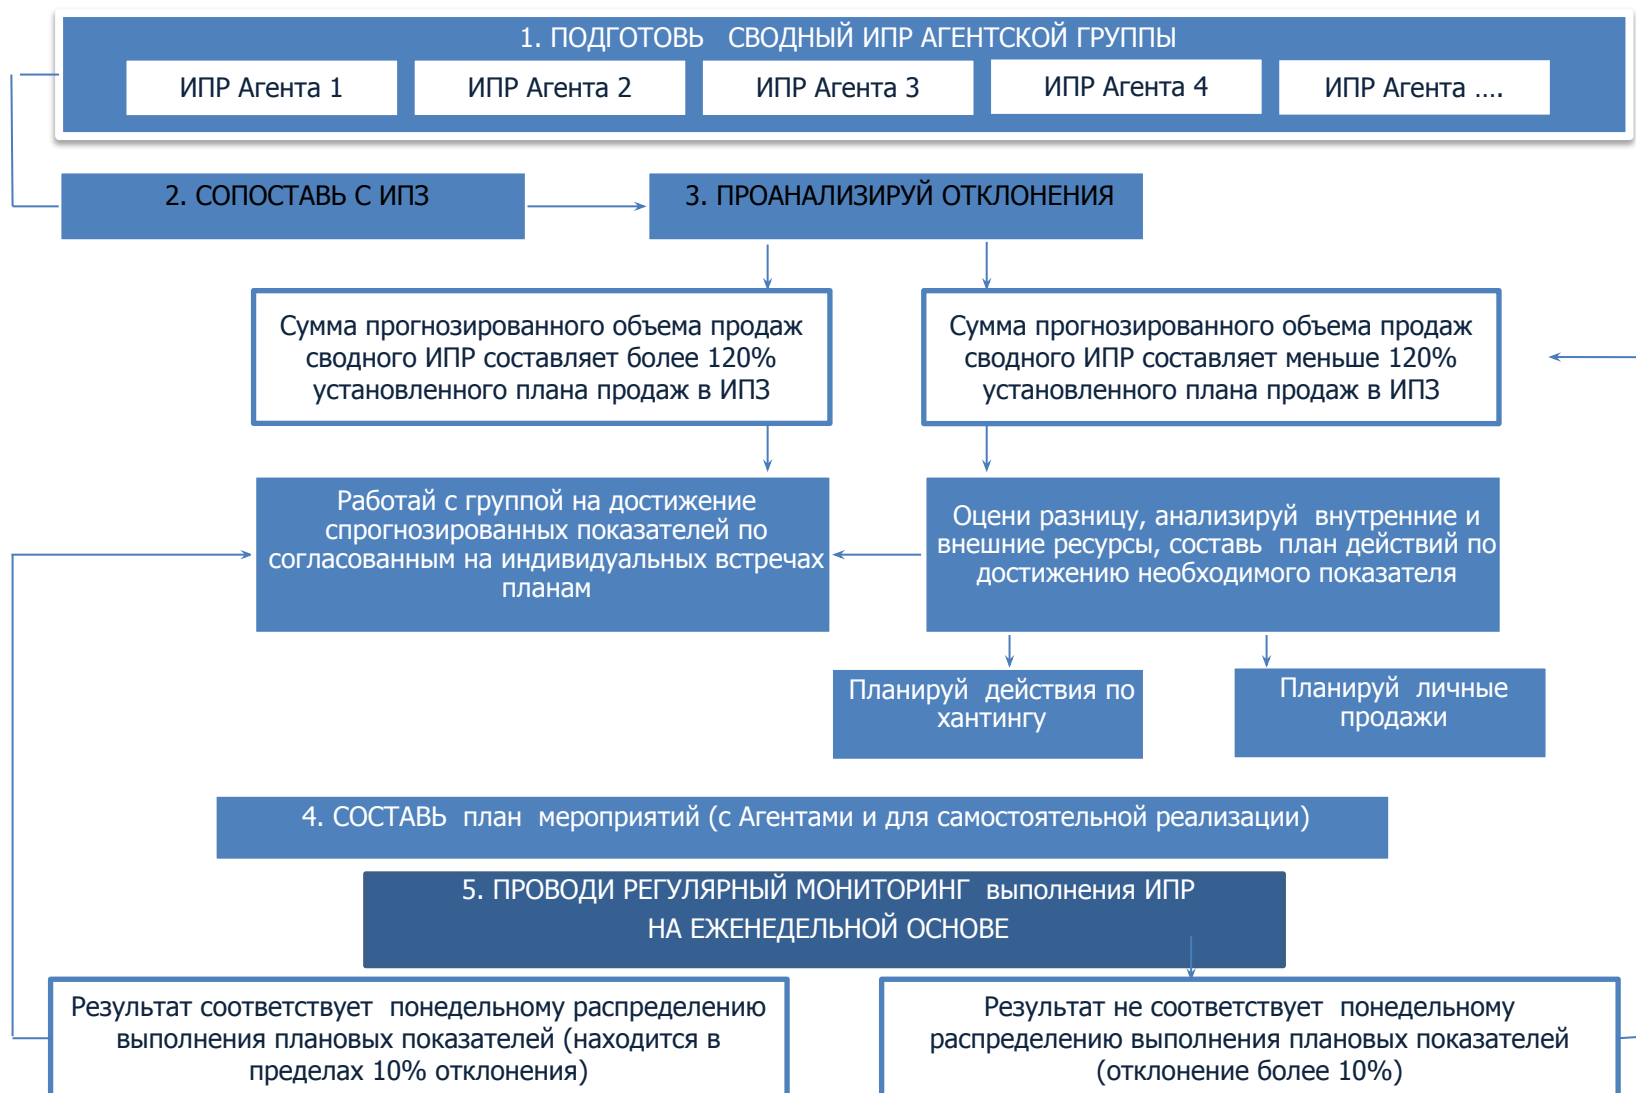 1. ПОДГОТОВЬ СВОДНЫЙ ИПР АГЕНТСКОЙ ГРУППЫ
ИПР Агента 1
ИПР Агента 2
ИПР Агента 3
ИПР Агента 4
ИПР Агента ....
2. СОПОСТАВЬ С ИПЗ
3. ПРОАНАЛИЗИРУЙ ОТКЛОНЕНИЯ
Сумма прогнозированного объема продаж
сводного ИПР составляет более 120%
установленного плана продаж в ИПЗ
Сумма прогнозированного объема продаж
сводного ИПР составляет меньше 120%
установленного плана продаж в ИПЗ
Работай с группой на достижение
спрогнозированных показателей по
согласованным на индивидуальных встречах
планам
Оцени разницу, анализируй внутренние и
внешние ресурсы, составь план действий по
достижению необходимого показателя
Планируй действия по
хантингу
Планируй личные
продажи
4. СОСТАВЬ план мероприятий (с Агентами и для самостоятельной реализации)
5. ПРОВОДИ РЕГУЛЯРНЫЙ МОНИТОРИНГ выполнения ИПР
НА ЕЖЕНЕДЕЛЬНОЙ ОСНОВЕ
Результат соответствует понедельному распределению
выполнения плановых показателей (находится в
пределах 10% отклонения)
Результат не соответствует понедельному
распределению выполнения плановых показателей
(отклонение более 10%)